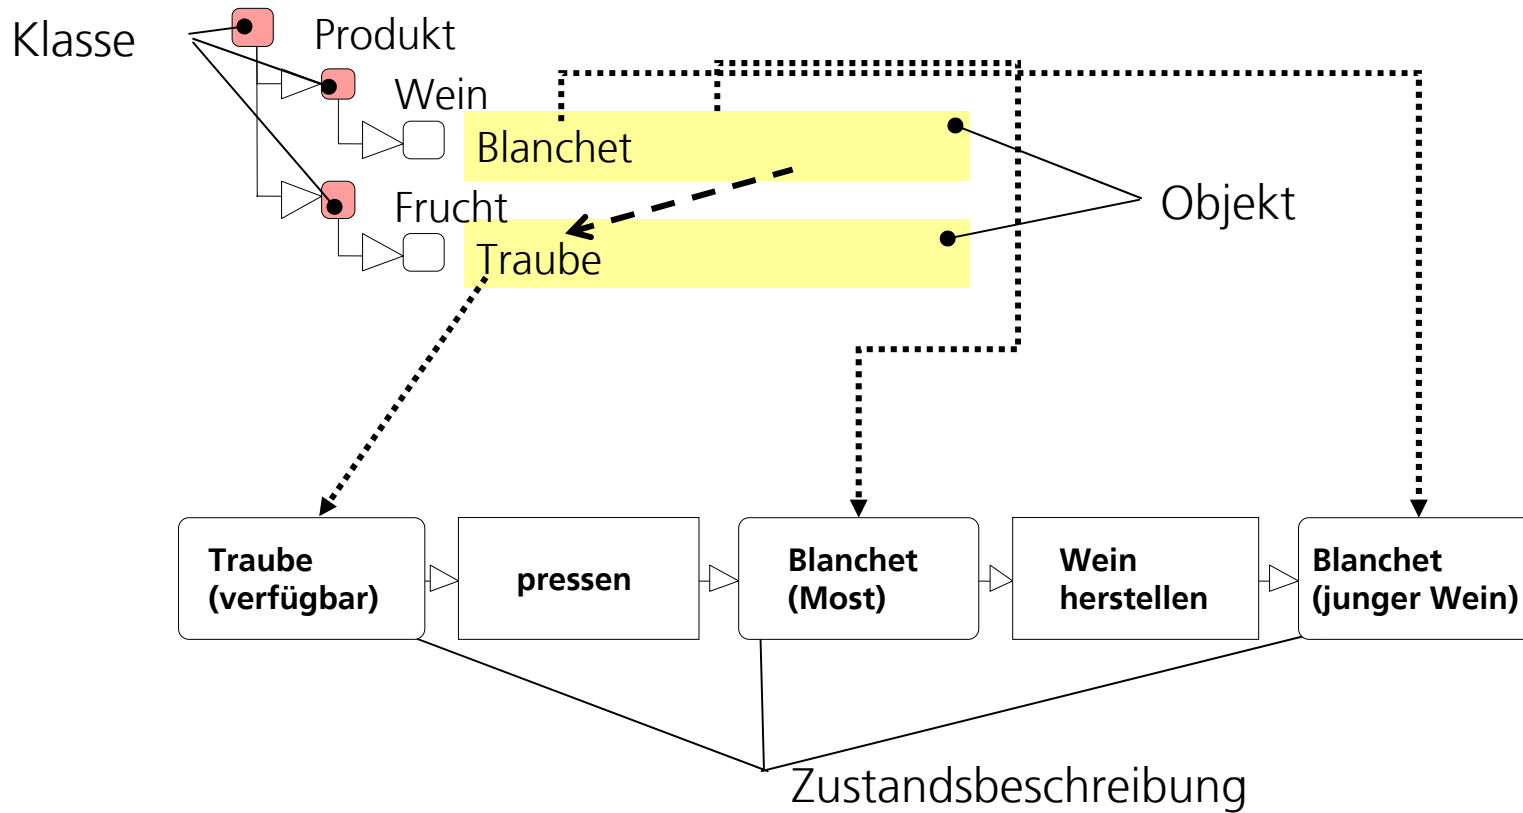 Klasse
Produkt
Wein
Blanchet
Frucht
Traube
Objekt
Traube
(verfügbar)
pressen
Blanchet
(Most)
Wein
herstellen
Blanchet
(junger Wein)
Zustandsbeschreibung